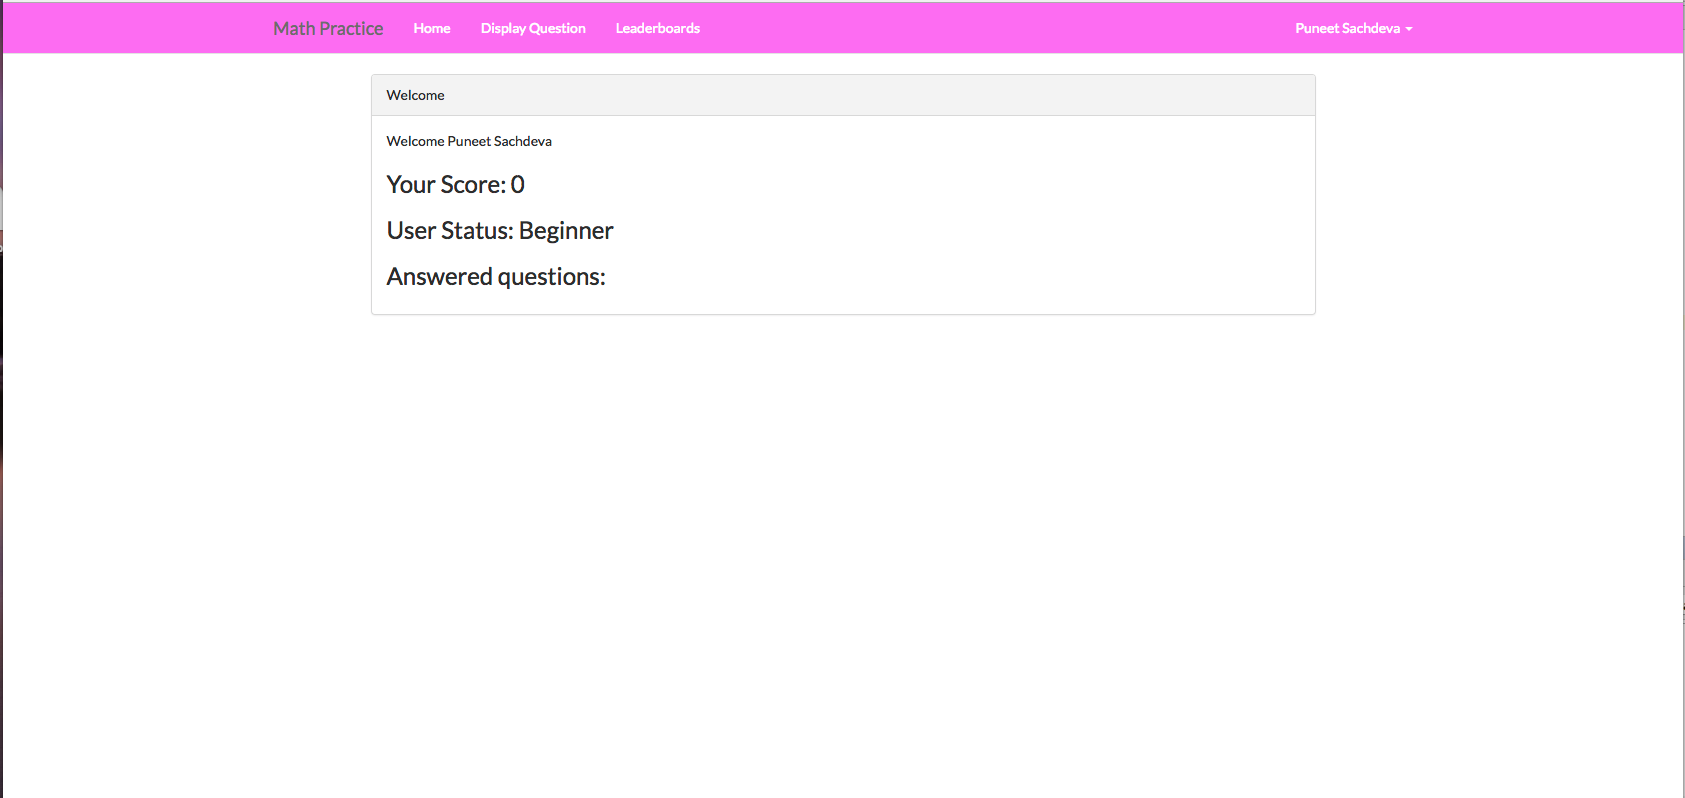 Math Practice Home Display Question Leaderboards Puneet Sachdeva
Welcome
Welcome Puneet Sachdeva
Your Score: 0
User Status: Beginner
Answered questions: